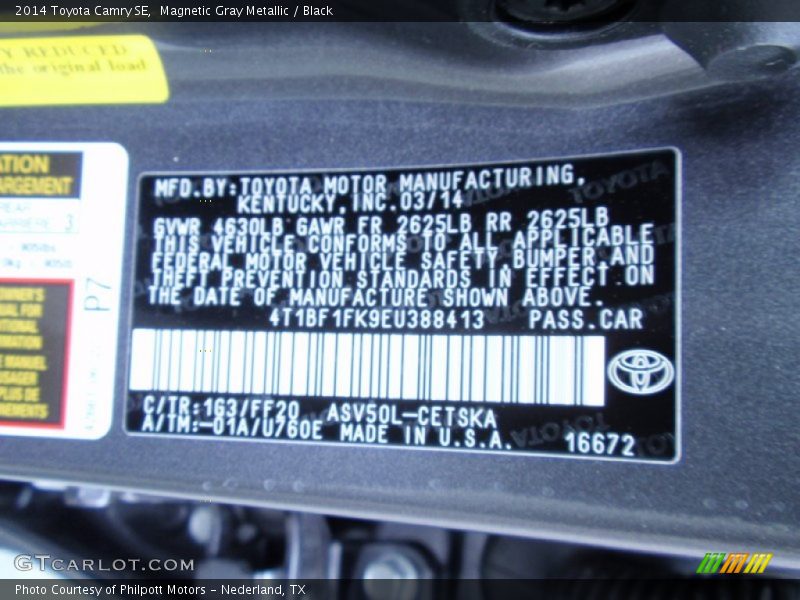 2014 Toyota Camry SE, Magnetic Gray Metallic / Black
Y REDUCED
the original load
MFD.BY:TOYOTA MOTOR MANUFACTURING,
KENTUCKY,INC.03/14
GVWR 4630LB GAWR FR 2625LB RR 2625LB
THIS VEHICLE CONFORMS TO ALL APPLICABLE
FEDERAL MOTOR VEHICLE SAFETY BUMPER AND
THEFT PREVENTION STANDARDS IN EFFECT ON
THE DATE OF MANUFACTURE SHOWN ABOVE.
4T1BF1FK9EU388413 PASS.CAR
C/TR:1G3/FF20 ASV50L-CETSKA
A/TM:-01A/U760E MADE IN U.S.A.
16672
P7
GTCARLOT.COM
Photo Courtesy of Philpott Motors - Nederland, TX